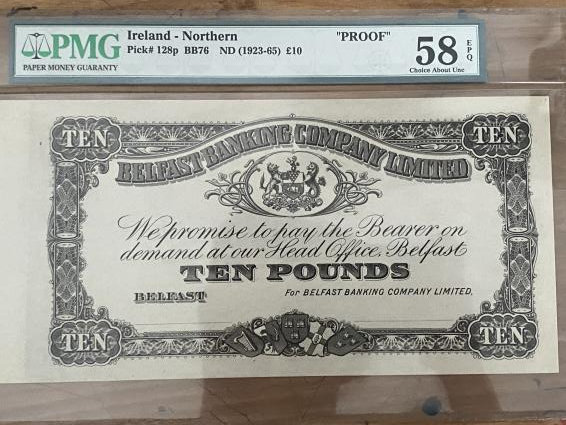 PMG
PAPER MONEY GUARANTY
Ireland - Northern "PROOF"
Pick# 128p BB76 ND (1923-65) £10
58 EPQ
Choice About Unc
TEN TEN
BELFAST BANKING COMPANY LIMITED
We promise to pay the Bearer on
demand at our Head Office, Belfast
TEN POUNDS
BELFAST For BELFAST BANKING COMPANY LIMITED,
TEN TEN